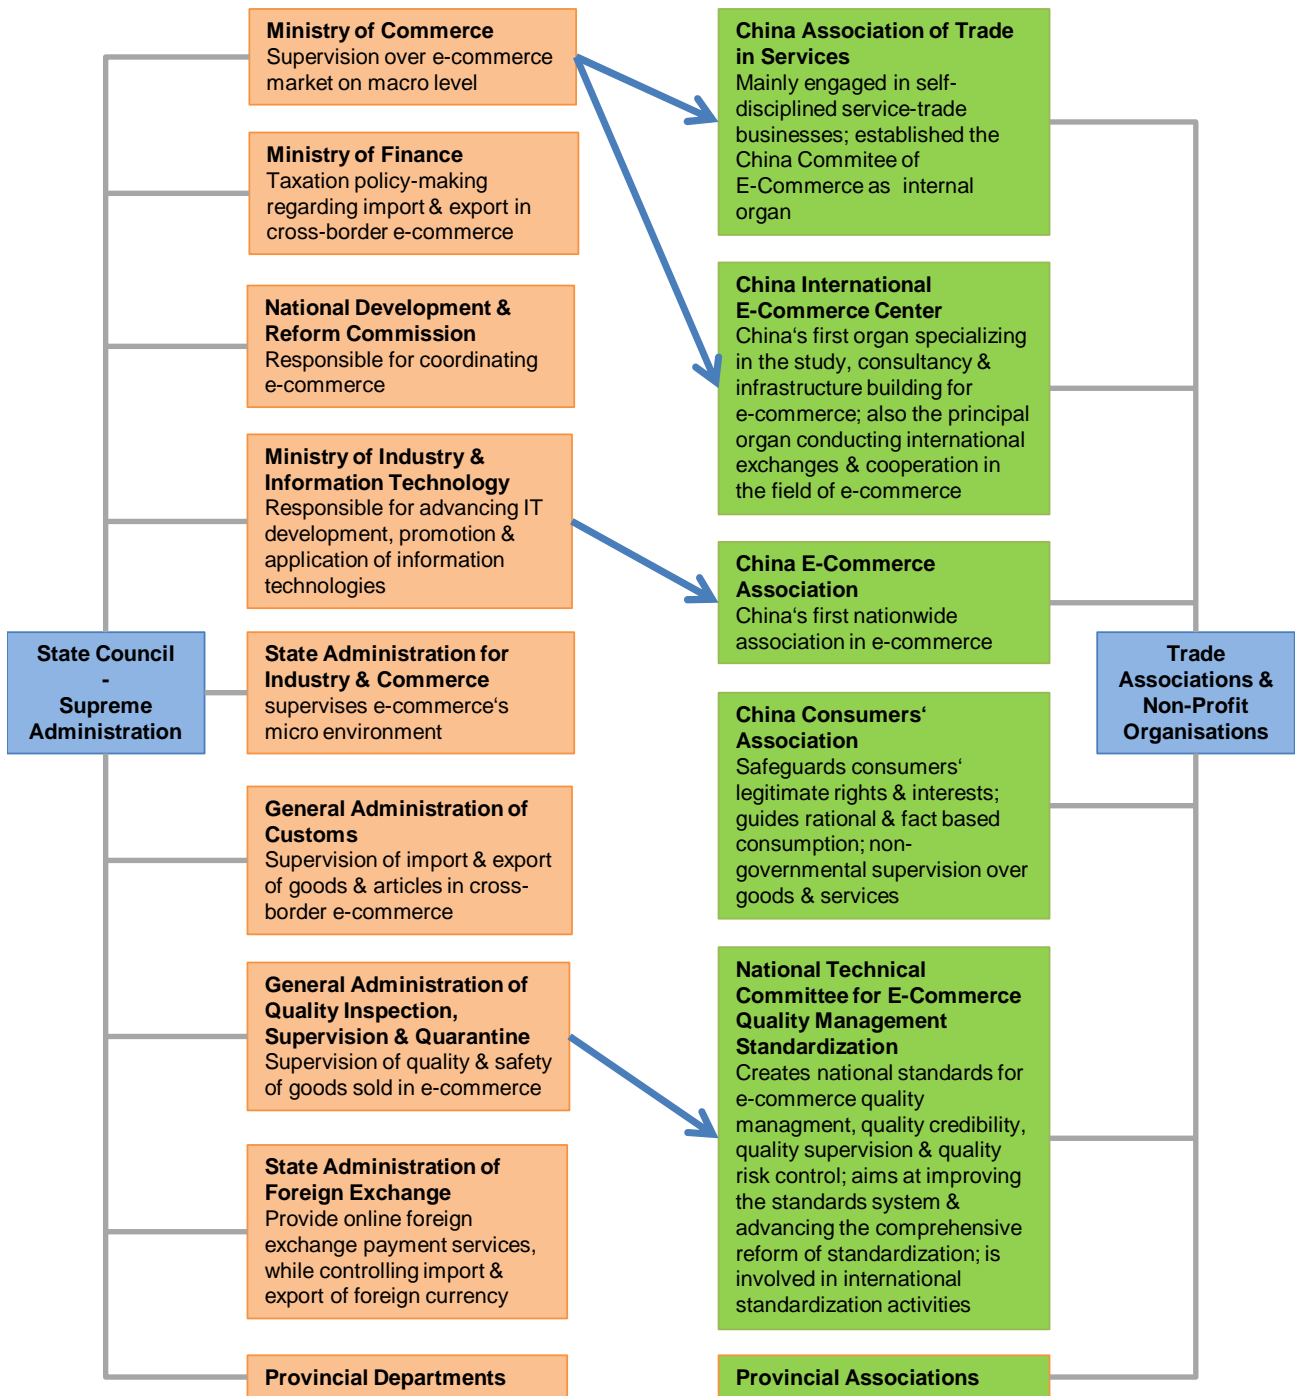 State Council
-
Supreme
Administration
Ministry of Commerce
Supervision over e-commerce
market on macro level
Ministry of Finance
Taxation policy-making
regarding import & export in
cross-border e-commerce
National Development &
Reform Commission
Responsible for coordinating
e-commerce
Ministry of Industry &
Information Technology
Responsible for advancing IT
development, promotion &
application of information
technologies
State Administration for
Industry & Commerce
supervises e-commerce‘s
micro environment
General Administration of
Customs
Supervision of import & export
of goods & articles in cross-
border e-commerce
General Administration of
Quality Inspection,
Supervision & Quarantine
Supervision of quality & safety
of goods sold in e-commerce
State Administration of
Foreign Exchange
Provide online foreign
exchange payment services,
while controlling import &
export of foreign currency
Provincial Departments
China Association of Trade
in Services
Mainly engaged in self-
disciplined service-trade
businesses; established the
China Commitee of
E-Commerce as internal
organ
China International
E-Commerce Center
China‘s first organ specializing
in the study, consultancy &
infrastructure building for
e-commerce; also the principal
organ conducting international
exchanges & cooperation in
the field of e-commerce
China E-Commerce
Association
China‘s first nationwide
association in e-commerce
China Consumers‘
Association
Safeguards consumers‘
legitimate rights & interests;
guides rational & fact based
consumption; non-
governmental supervision over
goods & services
National Technical
Committee for E-Commerce
Quality Management
Standardization
Creates national standards for
e-commerce quality
managment, quality credibility,
quality supervision & quality
risk control; aims at improving
the standards system &
advancing the comprehensive
reform of standardization; is
involved in international
standardization activities
Provincial Associations
Trade
Associations &
Non-Profit
Organisations